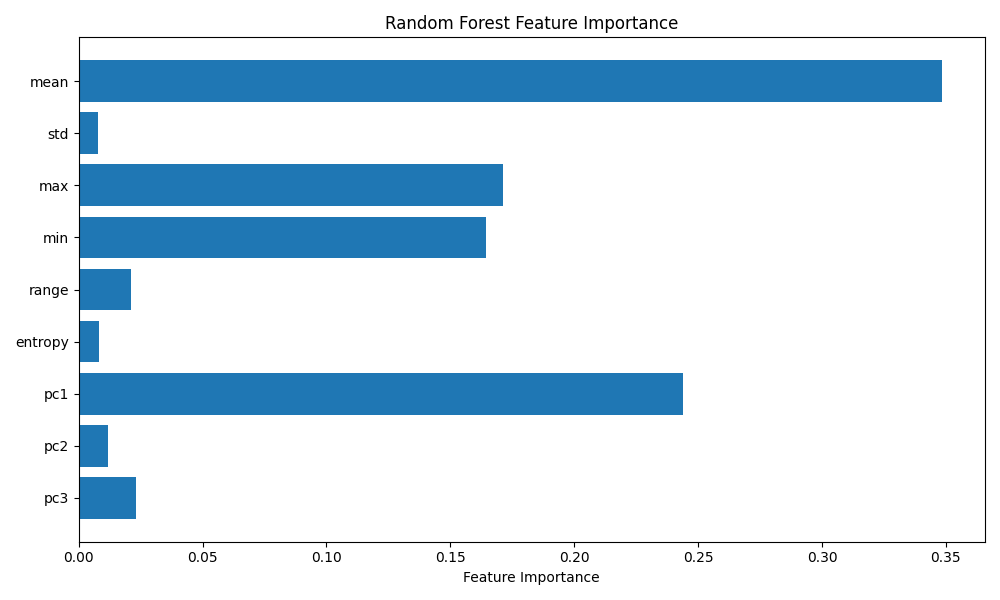 Random Forest Feature Importance
mean
std
max
min
range
entropy
pc1
pc2
pc3
0.00 0.05 0.10 0.15 0.20 0.25 0.30 0.35
Feature Importance